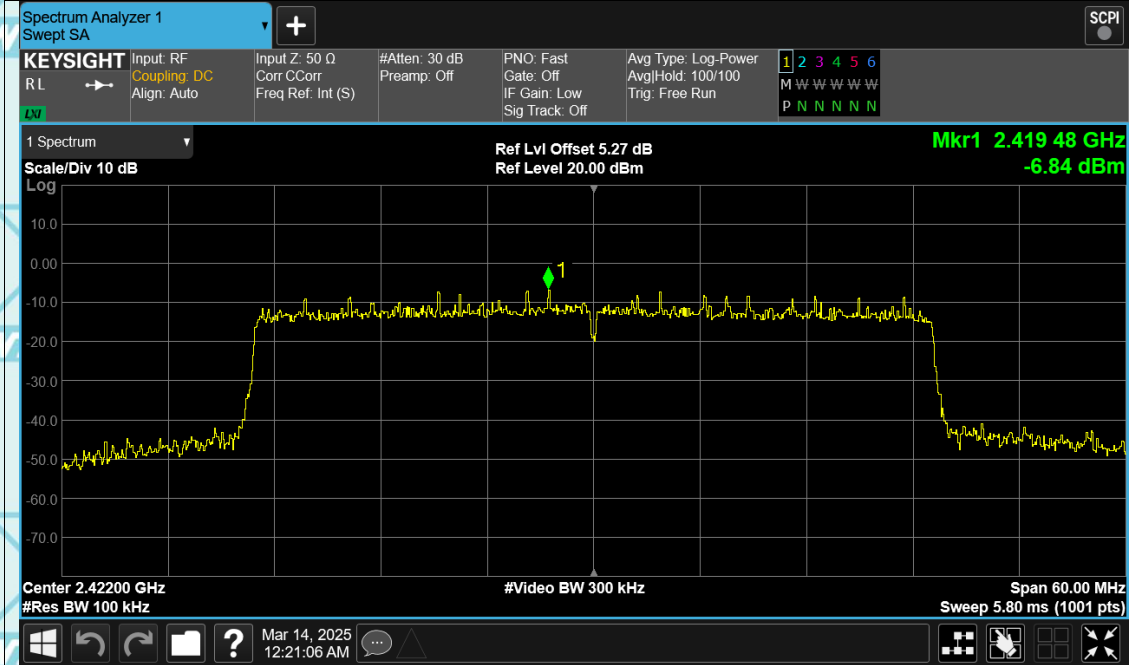 Spectrum Analyzer 1
Swept SA
+
SCPI
KEYSIGHT
R L
LXI
Input: RF
Coupling: DC
Align: Auto
Input Z: 50 Ω
Corr CCorr
Freq Ref: Int (S)
#Atten: 30 dB
Preamp: Off
PNO: Fast
Gate: Off
IF Gain: Low
Sig Track: Off
Avg Type: Log-Power
Avg|Hold: 100/100
Trig: Free Run
1 2 3 4 5 6
M W W W W W
P N N N N N
1 Spectrum
Scale/Div 10 dB
Log
Ref Lvl Offset 5.27 dB
Ref Level 20.00 dBm
Mkr1 2.419 48 GHz
-6.84 dBm
10.0
0.00
-10.0
-20.0
-30.0
-40.0
-50.0
-60.0
-70.0
1
Center 2.42200 GHz
#Res BW 100 kHz
#Video BW 300 kHz
Span 60.00 MHz
Sweep 5.80 ms (1001 pts)
?
Mar 14, 2025
12:21:06 AM